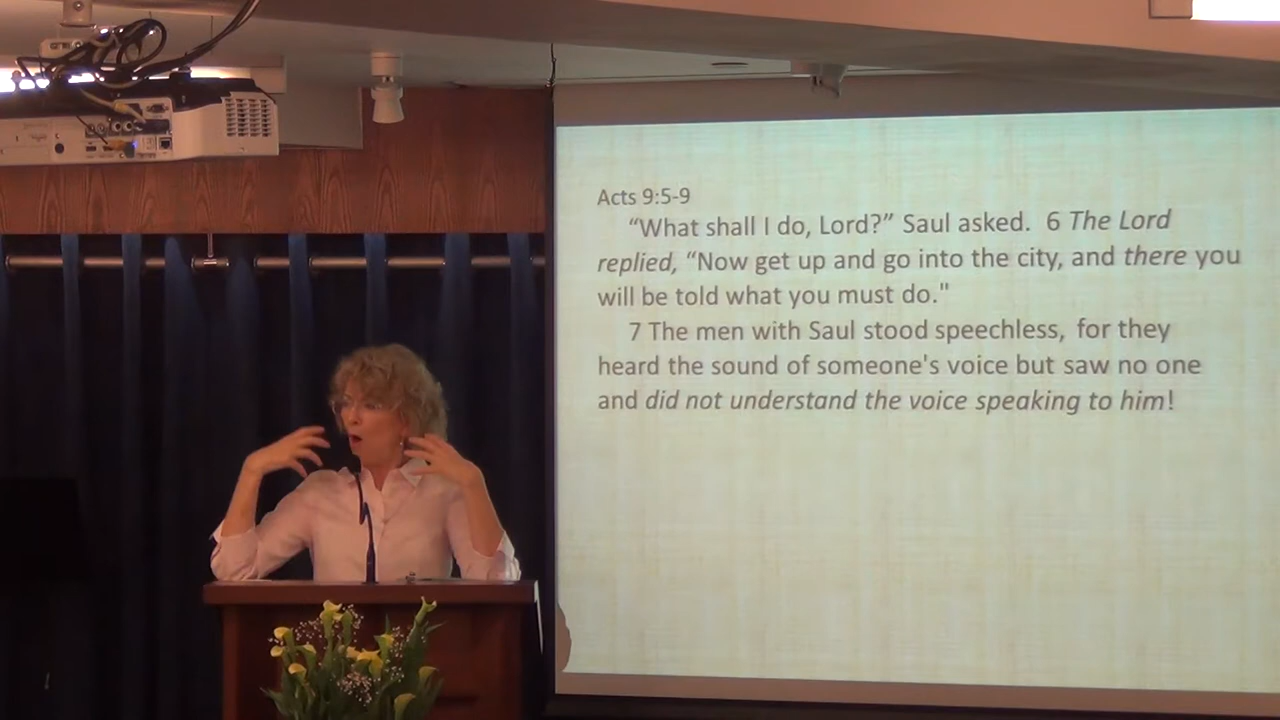 Acts 9:5-9
“What shall I do, Lord?” Saul asked.  6 The Lord
replied, “Now get up and go into the city, and there you
will be told what you must do."
7 The men with Saul stood speechless, for they
heard the sound of someone's voice but saw no one
and did not understand the voice speaking to him!